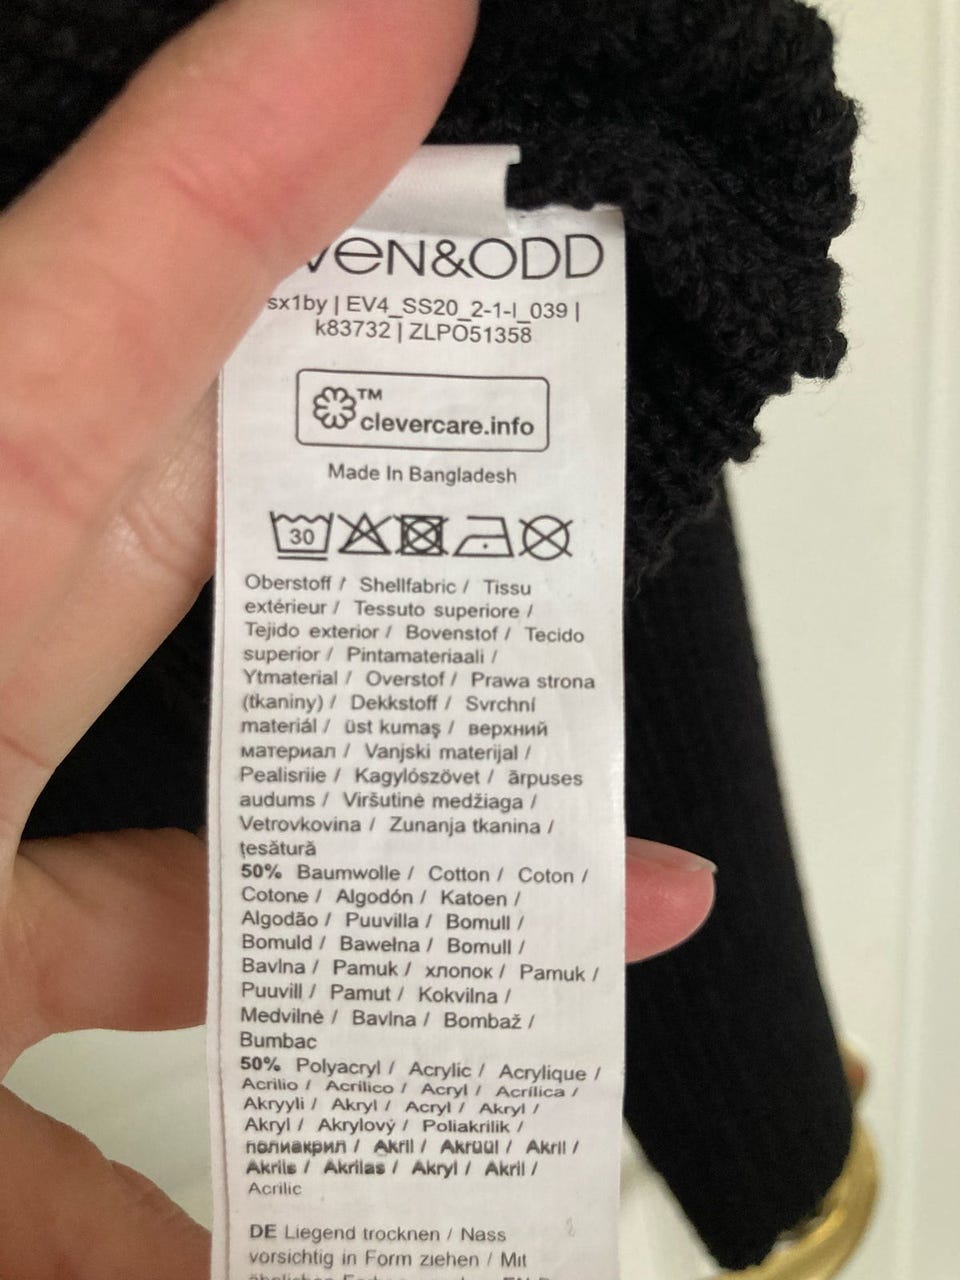 VEN&ODD
sx1by | EV4_SS20_2-1-I_039 |
k83732 | ZLPO51358
TM
clevercare.info
Made In Bangladesh
30
Oberstoff / Shellfabric / Tissu
extérieur / Tessuto superiore /
Tejido exterior / Bovenstof / Tecido
superior / Pintamateriaali /
Ytmaterial / Overstof / Prawa strona
(tkaniny) / Dekkstoff / Svrchní
materiál / üst kumaş / верхний
материал / Vanjski materijal /
Pealisriie / Kagylószövet / ārpuses
audums / Viršutinė medžiaga /
Vetrovkovina / Zunanja tkanina /
țesătură
50% Baumwolle / Cotton / Coton /
Cotone / Algodón / Katoen /
Algodão / Puuvilla / Bomull /
Bomuld / Bawełna / Bomull /
Bavlna / Pamuk / хлопок / Pamuk /
Puuvill / Pamut / Kokvilna /
Medvilnė / Bavlna / Bombaž /
Bumbac
50% Polyacryl / Acrylic / Acrylique /
Acrilio / Acrílico / Acryl / Acrílica /
Akryyli / Akryl / Acryl / Akryl /
Akryl / Akrylový / Poliakrilik /
полиакрил / Akril / Akrüül / Akril /
Akrils / Akrilas / Akryl / Akril /
Acrilic
DE Liegend trocknen / Nass
vorsichtig in Form ziehen / Mit